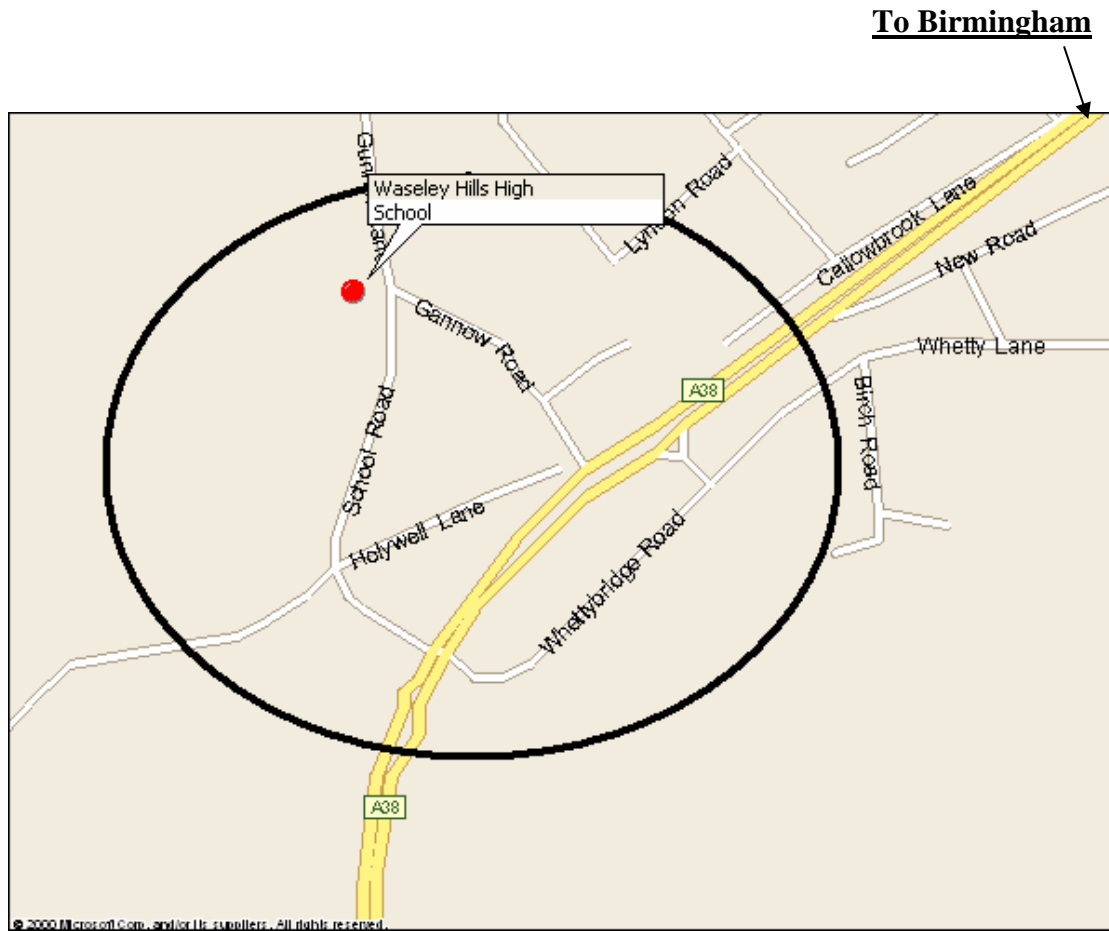 To Birmingham
Waseley Hills High
School
Lyndon Road
Callowbrook Lane
New Road
Gannow Road
Whetty Lane
A38
Birch Road
School Road
Holywell Lane
Whettybridge Road
A38
© 2000 Microsoft Corp. and/or its suppliers. All rights reserved.